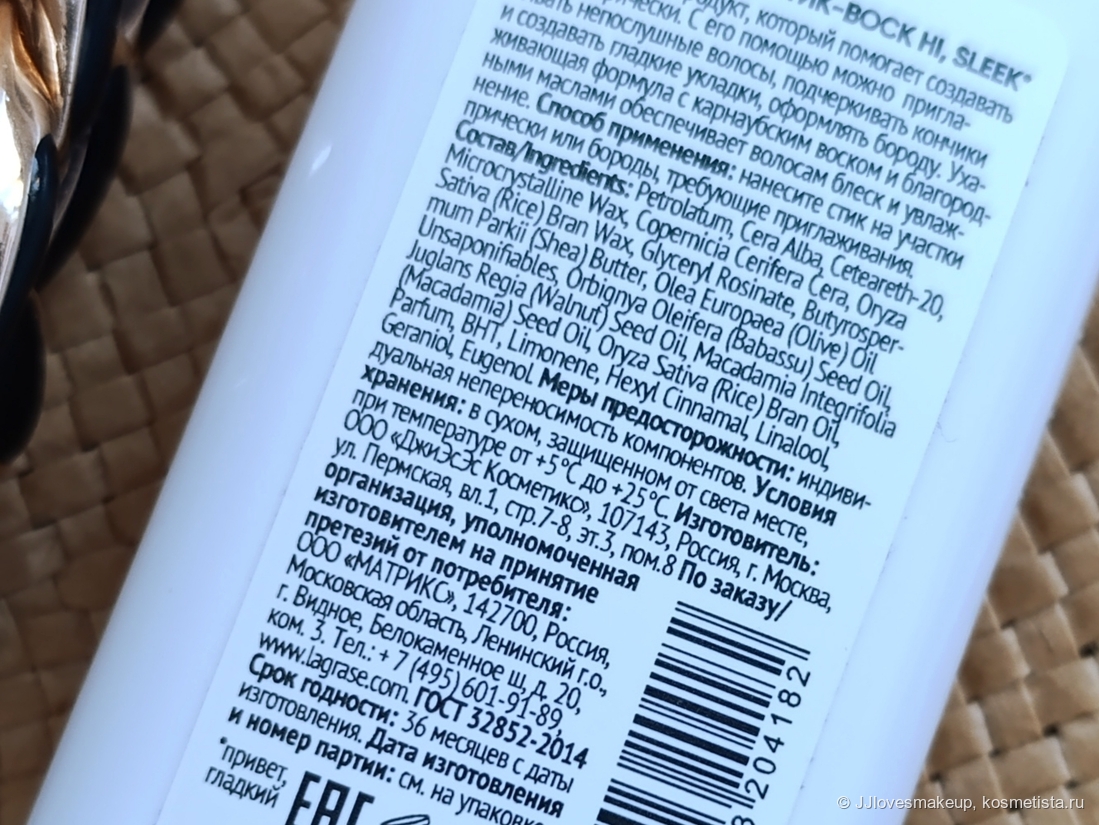 ВОСК HI, SLEEK*
который помогает создавать
С его помощью можно пригла-
непослушные волосы, подчеркивать кончики
и создавать гладкие укладки, оформлять бороду. Уха-
живающая формула с карнаубским воском и благород-
ными маслами обеспечивает волосам блеск и увлаж-
нение. Способ применения: нанесите стик на участки
прически или бороды, требующие приглаживания.
Состав/Ingredients: Petrolatum, Cera Alba, Ceteareth-20,
Microcrystalline Wax, Copernicia Cerifera Cera, Oryza
Sativa (Rice) Bran Wax, Glyceryl Rosinate, Butyrosper-
mum Parkii (Shea) Butter, Olea Europaea (Olive) Oil
Unsaponifiables, Orbignya Oleifera (Babassu) Seed Oil,
Juglans Regia (Walnut) Seed Oil, Macadamia Integrifolia
(Macadamia) Seed Oil, Oryza Sativa (Rice) Bran Oil,
Parfum, BHT, Limonene, Hexyl Cinnamal, Linalool,
Geraniol, Eugenol. Меры предосторожности: индиви-
дуальная непереносимость компонентов. Условия
хранения: в сухом, защищенном от света месте,
при температуре от +5°C до +25°C. Изготовитель:
ООО «ДжиЭсЭс Косметикс», 107143, Россия, г. Москва,
ул. Пермская, вл.1, стр.7-8, эт.3, пом.8 По заказу/
организация, уполномоченная
изготовителем на принятие
претезий от потребителя:
ООО «МАТРИКС», 142700, Россия,
Московская область, Ленинский г.о.,
г. Видное, Белокаменное ш, д. 20,
ком. 3. Тел.: + 7 (495) 601-91-89,
www.lagrase.com. ГОСТ 32852-2014
Срок годности: 36 месяцев с даты
изготовления. Дата изготовления
и номер партии: см. на упаковке.
*привет,
гладкий
EAC
8204182
© JJlovesmakeup, kosmetista.ru